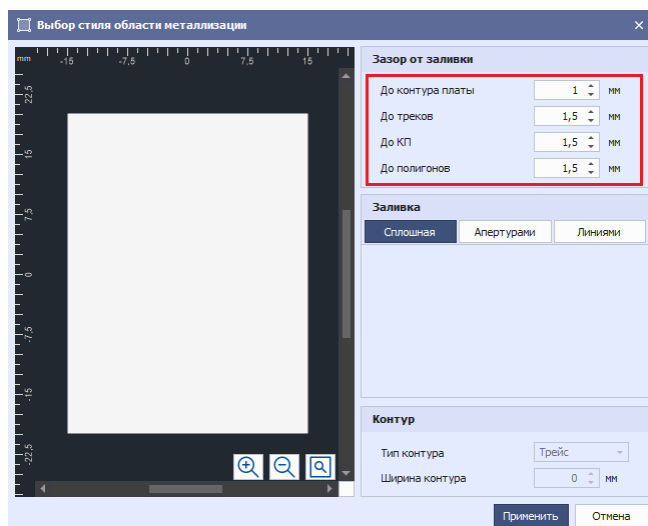 Выбор стиля области металлизации
mm
-15 -7,5 0 7,5 15
22,5
15
7,5
0
-7,5
-15
-22,5
Зазор от заливки
До контура платы 1 мм
До треков 1,5 мм
До КП 1,5 мм
До полигонов 1,5 мм
Заливка
Сплошная Апертурами Линиями
Контур
Тип контура Трейс
Ширина контура 0 мм
Применить Отмена